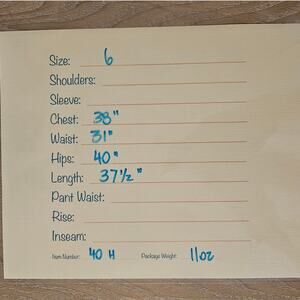 Size: 6
Shoulders:
Sleeve:
Chest: 38"
Waist: 31"
Hips: 40"
Length: 37½"
Pant Waist:
Rise:
Inseam:
Item Number: 40 H Package Weight: 11oz